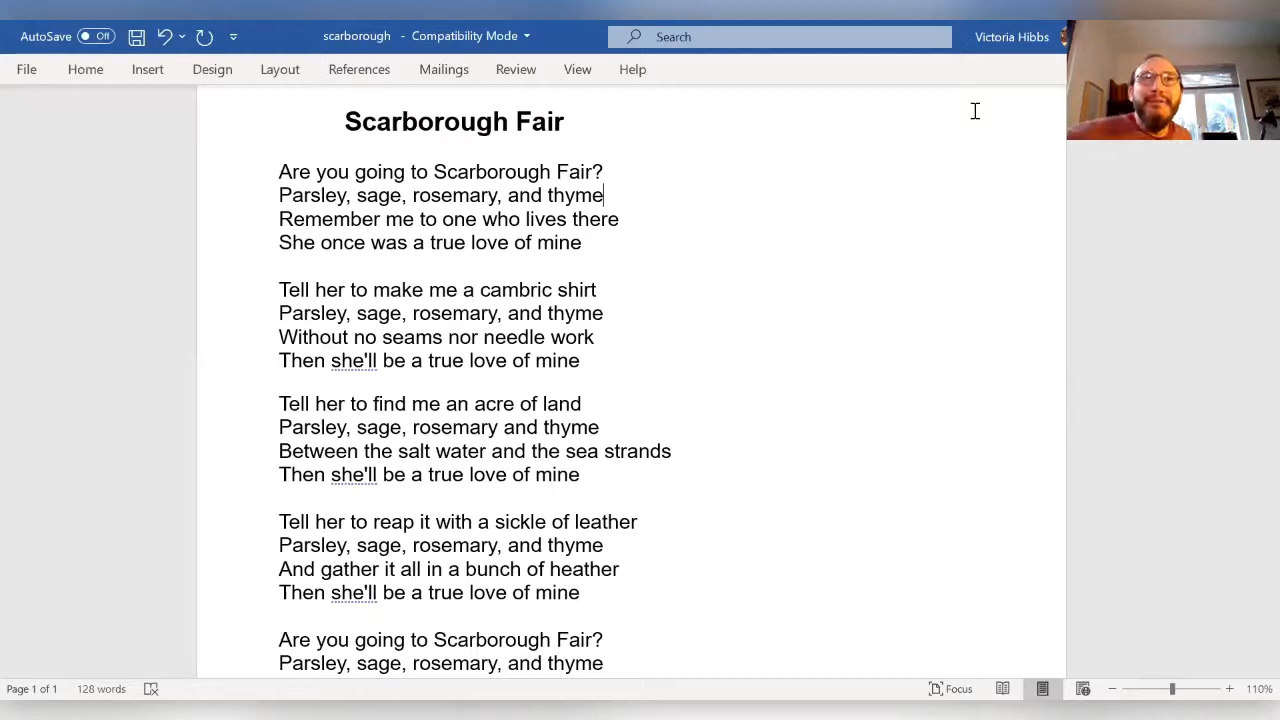 AutoSave Off scarborough - Compatibility Mode Search Victoria Hibbs
File Home Insert Design Layout References Mailings Review View Help
Scarborough Fair
Are you going to Scarborough Fair?
Parsley, sage, rosemary, and thyme
Remember me to one who lives there
She once was a true love of mine
Tell her to make me a cambric shirt
Parsley, sage, rosemary, and thyme
Without no seams nor needle work
Then she'll be a true love of mine
Tell her to find me an acre of land
Parsley, sage, rosemary and thyme
Between the salt water and the sea strands
Then she'll be a true love of mine
Tell her to reap it with a sickle of leather
Parsley, sage, rosemary, and thyme
And gather it all in a bunch of heather
Then she'll be a true love of mine
Are you going to Scarborough Fair?
Parsley, sage, rosemary, and thyme
Page 1 of 1 128 words Focus 110%